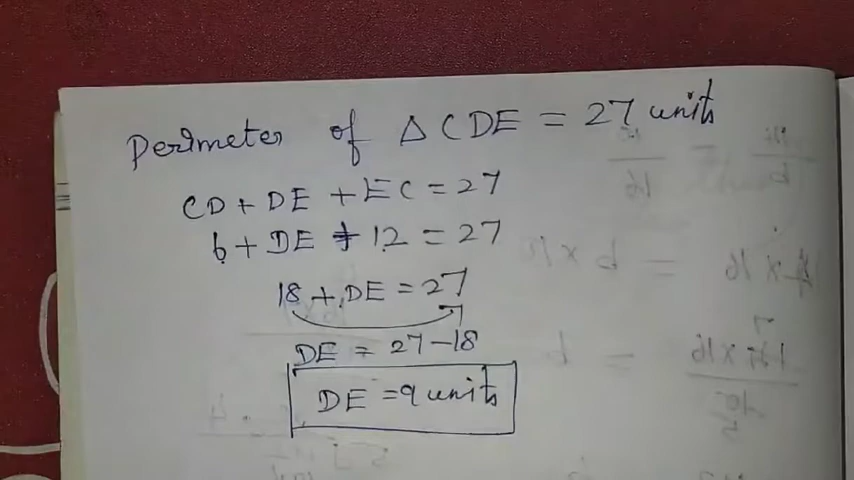 Perimeter of Δ CDE = 27 units
CD + DE + EC = 27
6 + DE + 12 = 27
18 + DE = 27
DE = 27 - 18
DE = 9 units